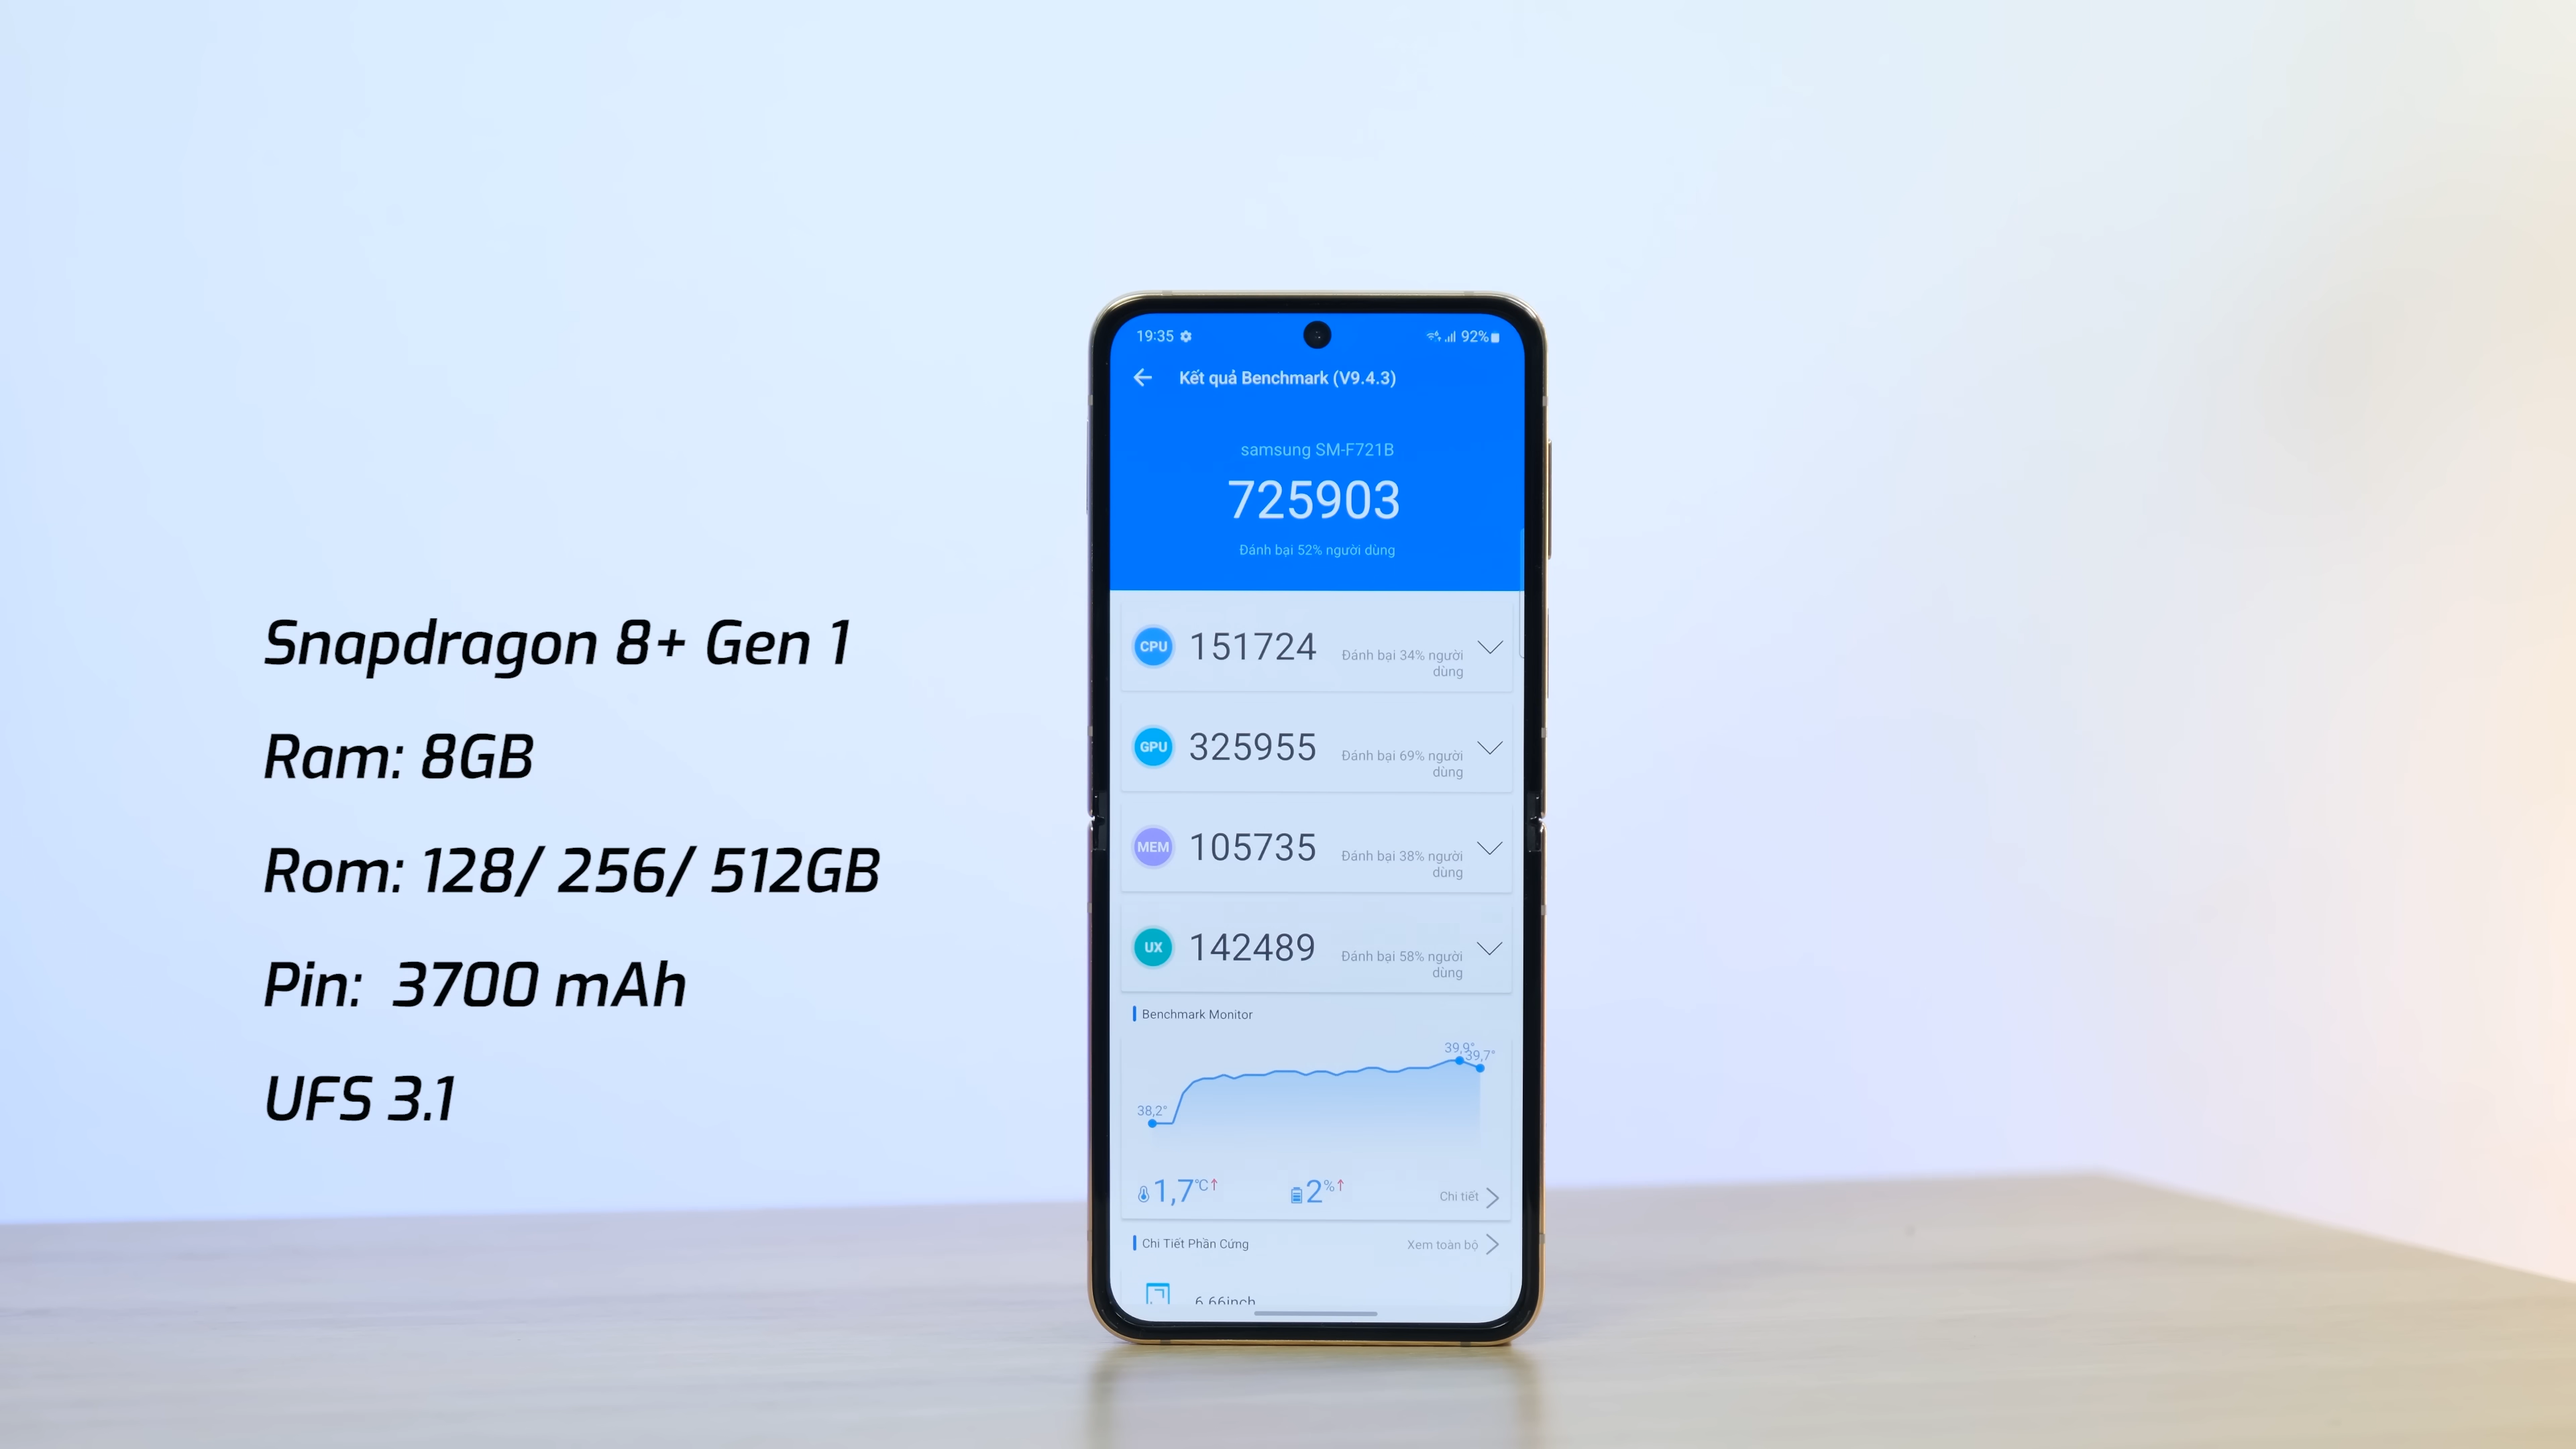 Snapdragon 8+ Gen 1
Ram: 8GB
Rom: 128/ 256/ 512GB
Pin: 3700 mAh
UFS 3.1
19:35
92%
Kết quả Benchmark (V9.4.3)
samsung SM-F721B
725903
Đánh bại 52% người dùng
CPU 151724 Đánh bại 34% người
dùng
GPU 325955 Đánh bại 69% người
dùng
MEM 105735 Đánh bại 38% người
dùng
UX 142489 Đánh bại 58% người
dùng
Benchmark Monitor
39,9°
39,7°
38,2°
1,7°C↑ 2%↑ Chi tiết
Chi Tiết Phần Cứng Xem toàn bộ
6.66inch